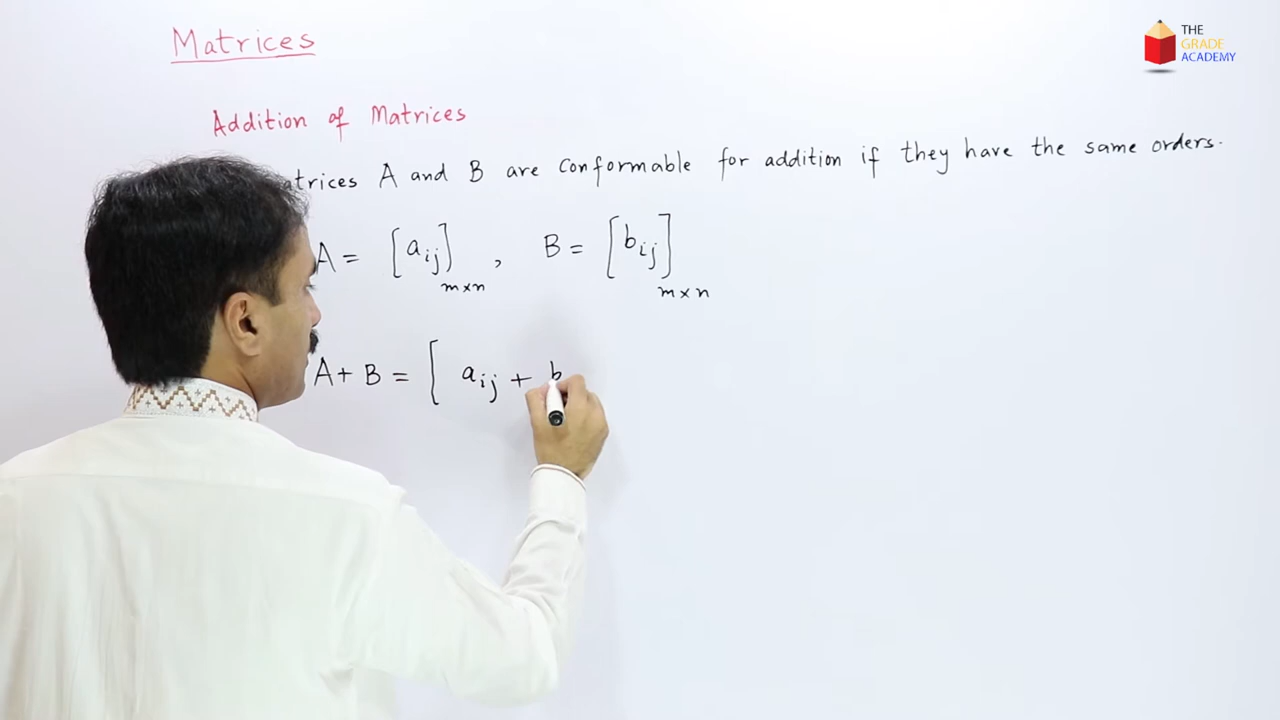 Matrices
THE
GRADE
ACADEMY
Addition of Matrices
A and B are conformable for addition if they have the same orders.
A = [aij]m×n , B = [bij]m×n
A + B = [ aij + b